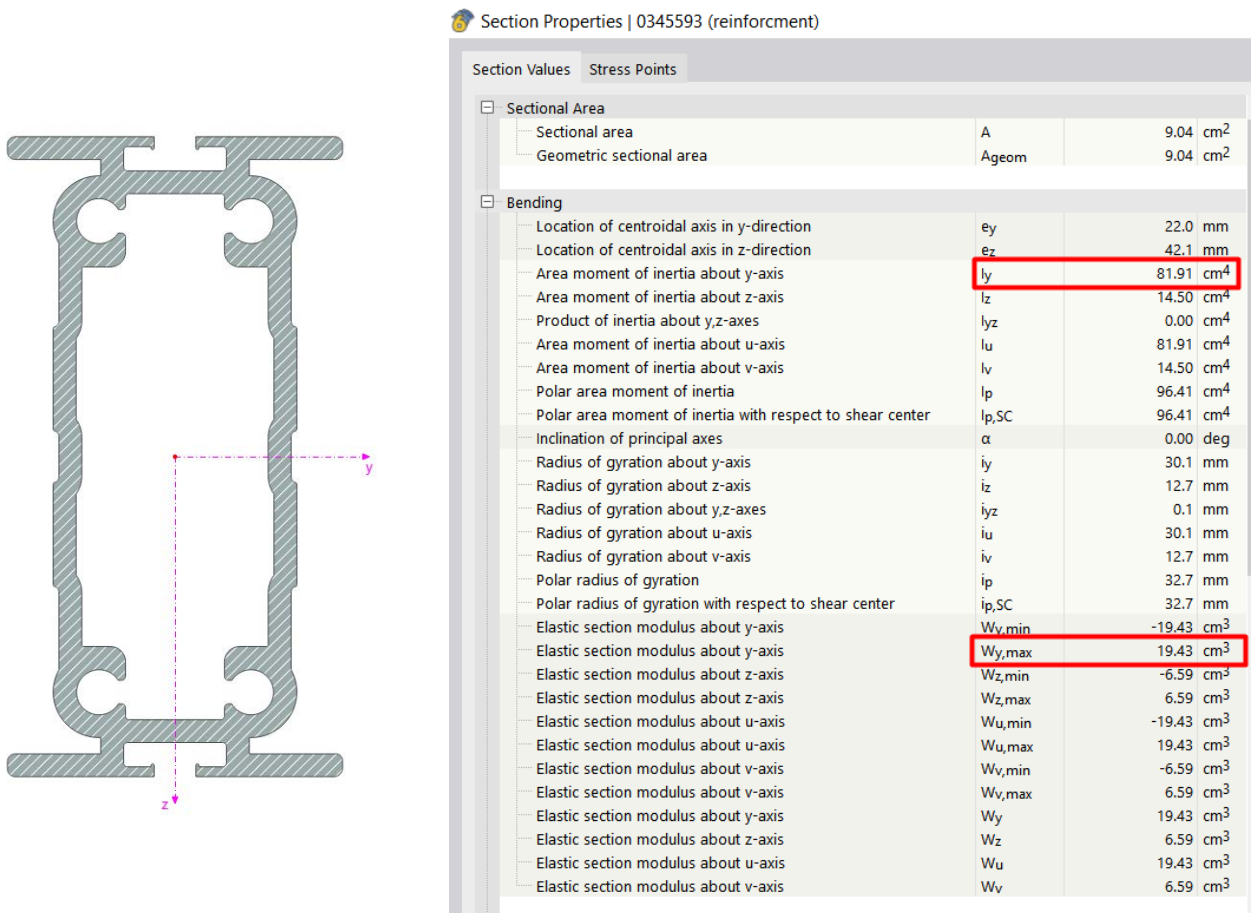 Section Properties | 0345593 (reinforcment)
Section Values Stress Points
Sectional Area
Sectional area A 9.04 cm2
Geometric sectional area Ageom 9.04 cm2
Bending
Location of centroidal axis in y-direction ey 22.0 mm
Location of centroidal axis in z-direction ez 42.1 mm
Area moment of inertia about y-axis Iy 81.91 cm4
Area moment of inertia about z-axis Iz 14.50 cm4
Product of inertia about y,z-axes Iyz 0.00 cm4
Area moment of inertia about u-axis Iu 81.91 cm4
Area moment of inertia about v-axis Iv 14.50 cm4
Polar area moment of inertia Ip 96.41 cm4
Polar area moment of inertia with respect to shear center Ip,SC 96.41 cm4
Inclination of principal axes α 0.00 deg
Radius of gyration about y-axis iy 30.1 mm
Radius of gyration about z-axis iz 12.7 mm
Radius of gyration about y,z-axes iyz 0.1 mm
Radius of gyration about u-axis iu 30.1 mm
Radius of gyration about v-axis iv 12.7 mm
Polar radius of gyration ip 32.7 mm
Polar radius of gyration with respect to shear center ip,SC 32.7 mm
Elastic section modulus about y-axis Wy,min -19.43 cm3
Elastic section modulus about y-axis Wy,max 19.43 cm3
Elastic section modulus about z-axis Wz,min -6.59 cm3
Elastic section modulus about z-axis Wz,max 6.59 cm3
Elastic section modulus about u-axis Wu,min -19.43 cm3
Elastic section modulus about u-axis Wu,max 19.43 cm3
Elastic section modulus about v-axis Wv,min -6.59 cm3
Elastic section modulus about v-axis Wv,max 6.59 cm3
Elastic section modulus about y-axis Wy 19.43 cm3
Elastic section modulus about z-axis Wz 6.59 cm3
Elastic section modulus about u-axis Wu 19.43 cm3
Elastic section modulus about v-axis Wv 6.59 cm3
y
z